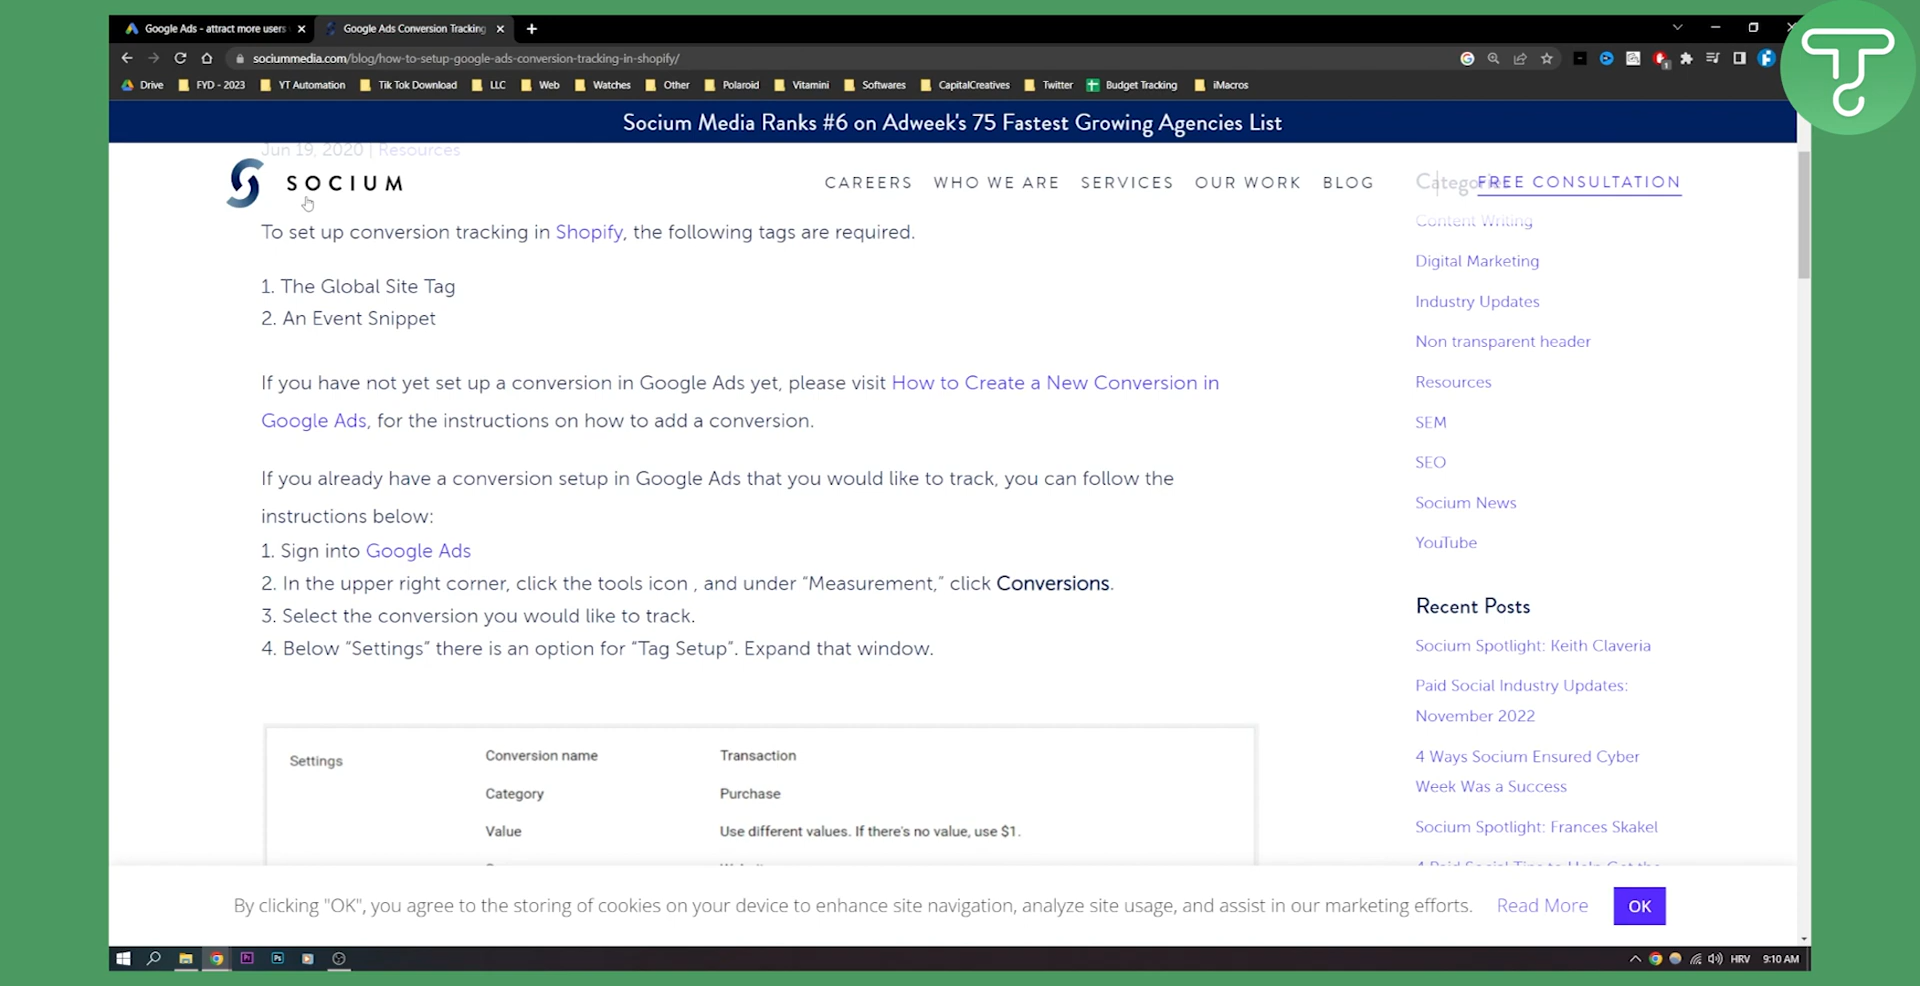 Google Ads - attract more users
Google Ads Conversion Tracking
sociummedia.com/blog/how-to-setup-google-ads-conversion-tracking-in-shopify/
Drive
FYD - 2023
YT Automation
Tik Tok Download
LLC
Web
Watches
Other
Polaroid
Vitamini
Softwares
CapitalCreatives
Twitter
Budget Tracking
iMacros
Socium Media Ranks #6 on Adweek's 75 Fastest Growing Agencies List
Jun 19, 2020 | Resources
SOCIUM
CAREERS
WHO WE ARE
SERVICES
OUR WORK
BLOG
FREE CONSULTATION
Categories
To set up conversion tracking in Shopify, the following tags are required.
1. The Global Site Tag
2. An Event Snippet
If you have not yet set up a conversion in Google Ads yet, please visit How to Create a New Conversion in
Google Ads, for the instructions on how to add a conversion.
If you already have a conversion setup in Google Ads that you would like to track, you can follow the
instructions below:
1. Sign into Google Ads
2. In the upper right corner, click the tools icon , and under “Measurement,” click Conversions.
3. Select the conversion you would like to track.
4. Below “Settings” there is an option for “Tag Setup”. Expand that window.
Settings
Conversion name
Transaction
Category
Purchase
Value
Use different values. If there's no value, use $1.
Content Writing
Digital Marketing
Industry Updates
Non transparent header
Resources
SEM
SEO
Socium News
YouTube
Recent Posts
Socium Spotlight: Keith Claveria
Paid Social Industry Updates:
November 2022
4 Ways Socium Ensured Cyber
Week Was a Success
Socium Spotlight: Frances Skakel
4 Paid Social Tips to Help Get the
By clicking "OK", you agree to the storing of cookies on your device to enhance site navigation, analyze site usage, and assist in our marketing efforts.
Read More
OK
HRV
9:10 AM